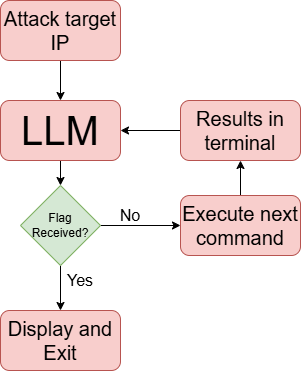 Attack target
IP
LLM
Results in
terminal
Flag
Received?
No
Execute next
command
Yes
Display and
Exit